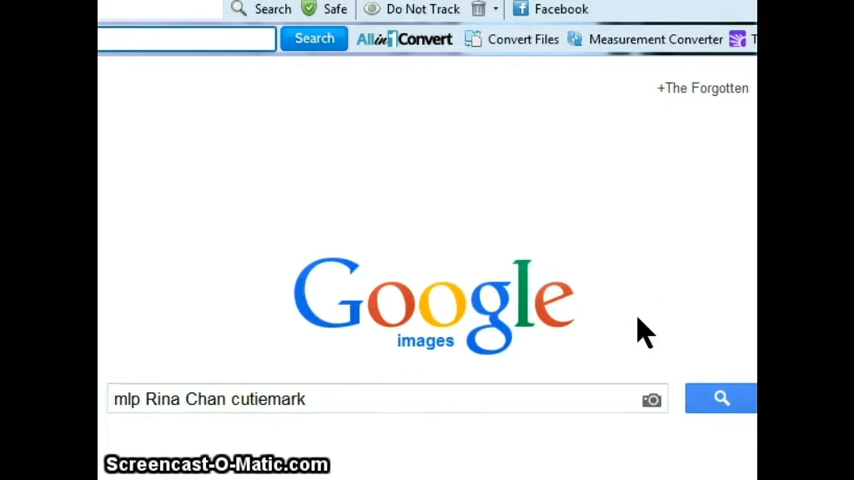 Search Safe Do Not Track Facebook
Search Allin1Convert Convert Files Measurement Converter T
+The Forgotten
Google
images
mlp Rina Chan cutiemark
Screencast-O-Matic.com